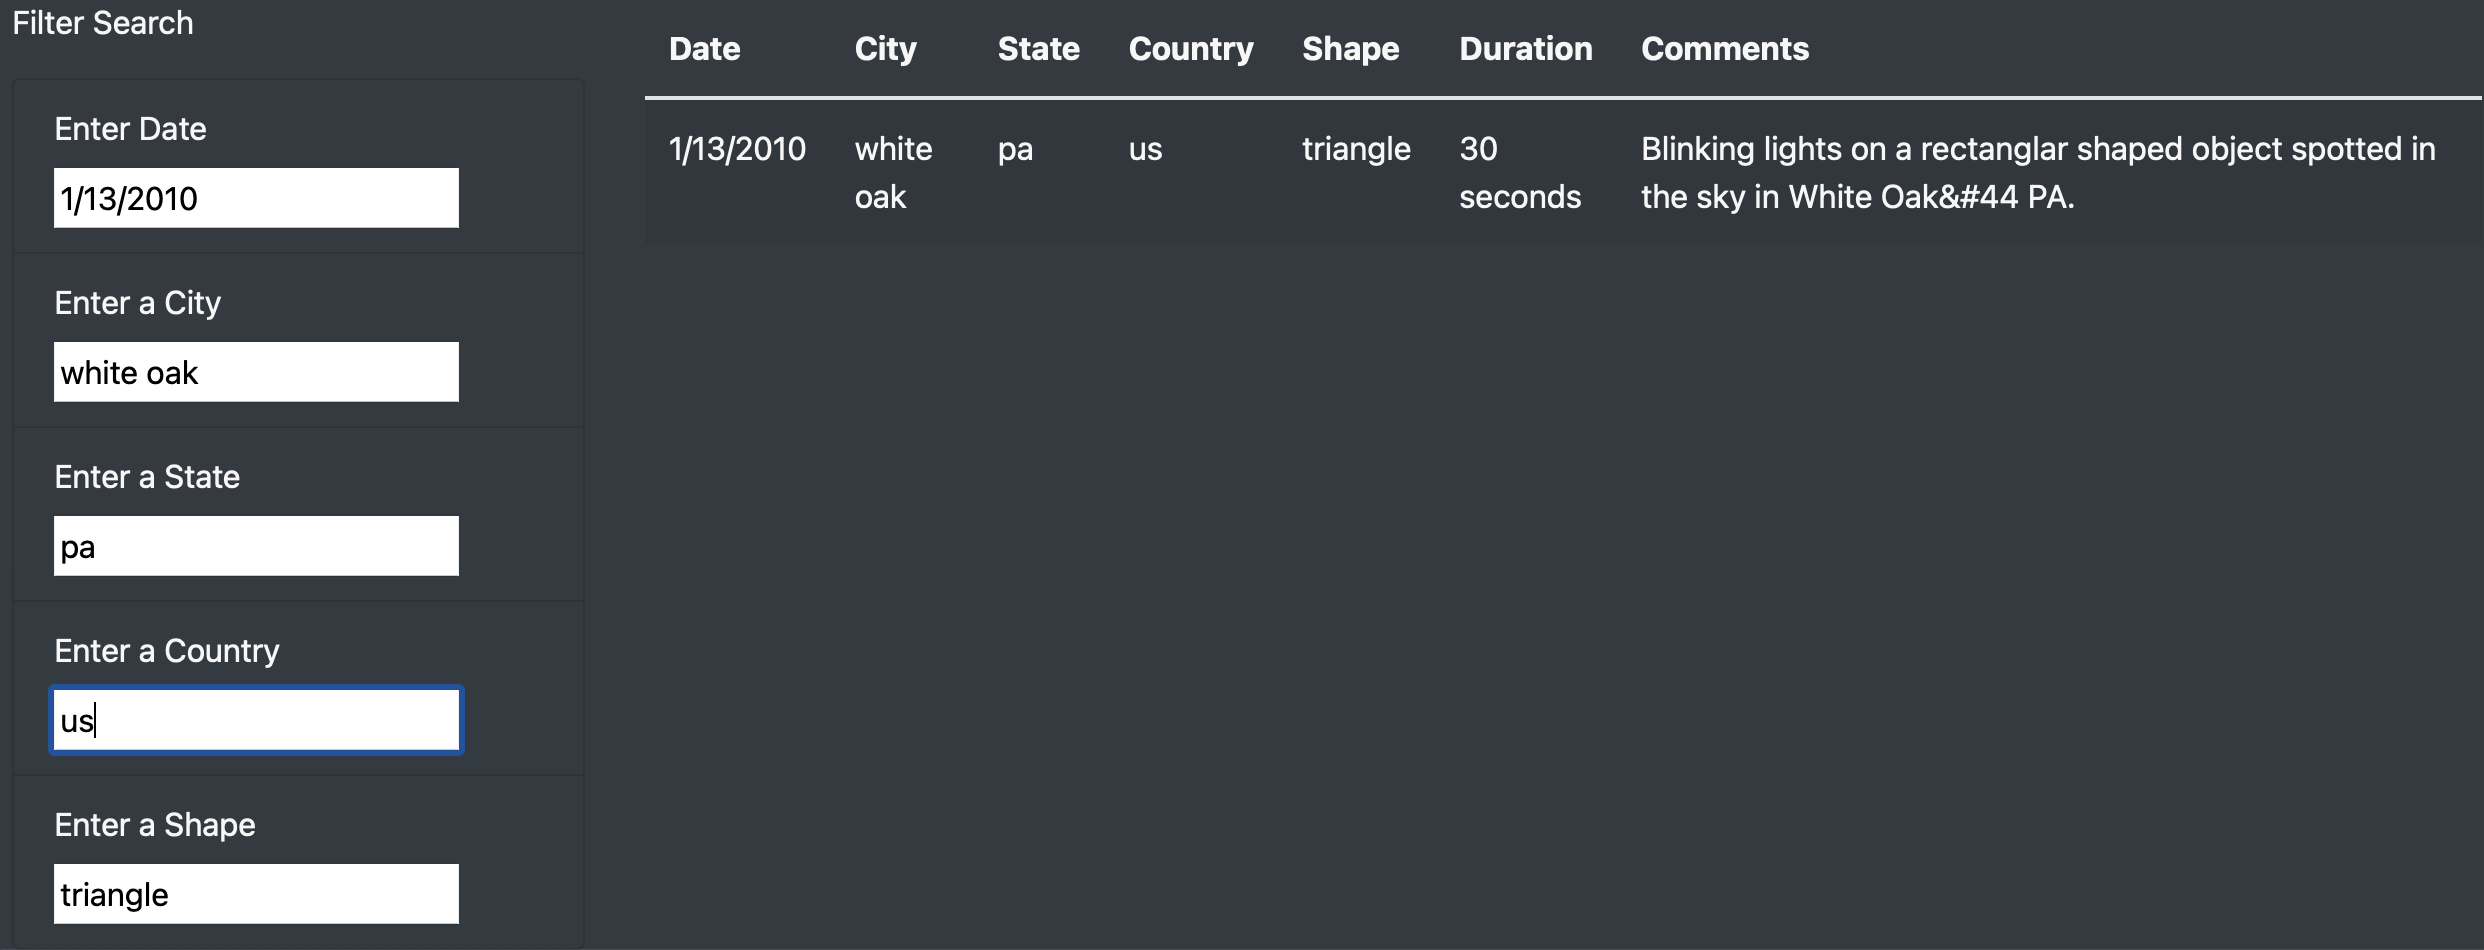 Filter Search
Enter Date
1/13/2010
Enter a City
white oak
Enter a State
pa
Enter a Country
us
Enter a Shape
triangle
Date City State Country Shape Duration Comments
1/13/2010 white pa us triangle 30 Blinking lights on a rectanglar shaped object spotted in
oak seconds the sky in White Oak&#44 PA.